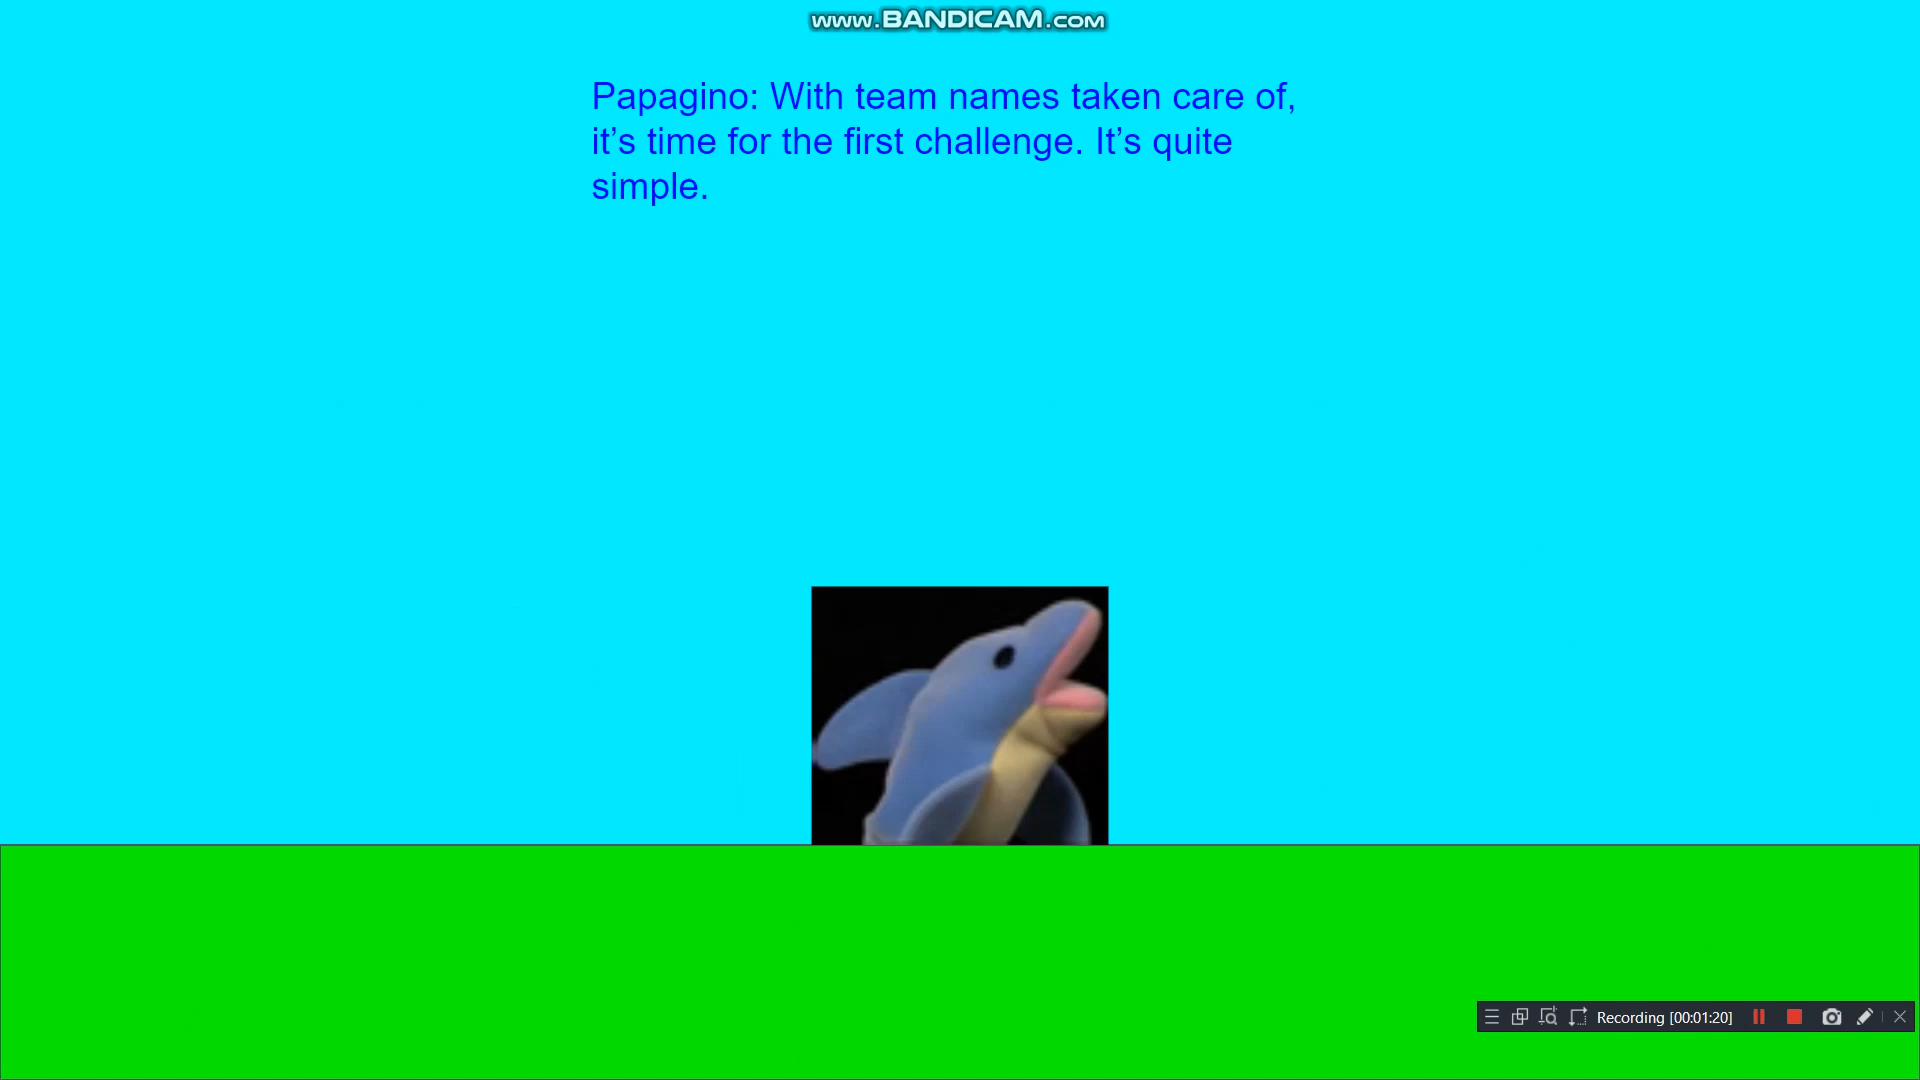 www.BANDICAM.com
Papagino: With team names taken care of,
it’s time for the first challenge. It’s quite
simple.
Recording [00:01:20]